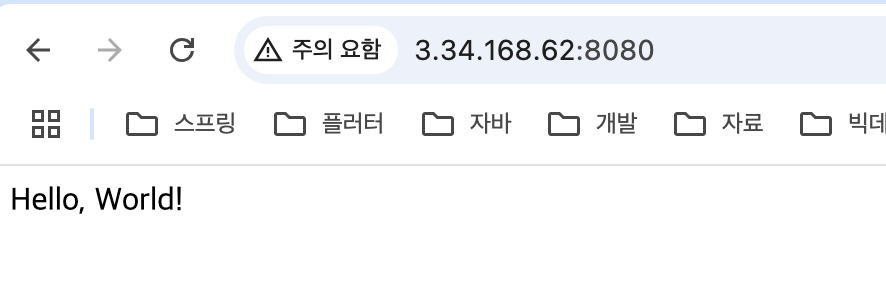 주의 요함 3.34.168.62:8080
스프링 플러터 자바 개발 자료
Hello, World!